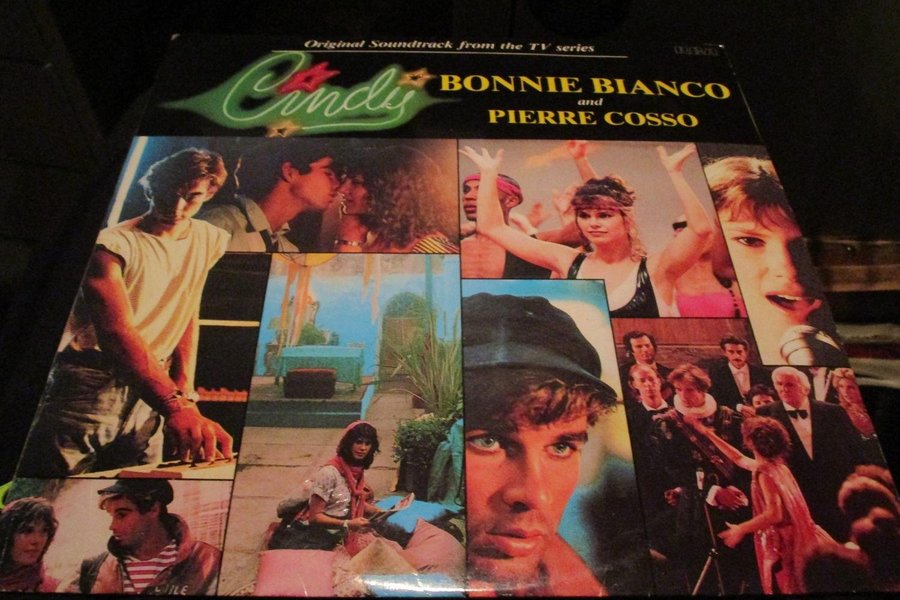 Original Soundtrack from the TV series
Cindy
BONNIE BIANCO
and
PIERRE COSSO